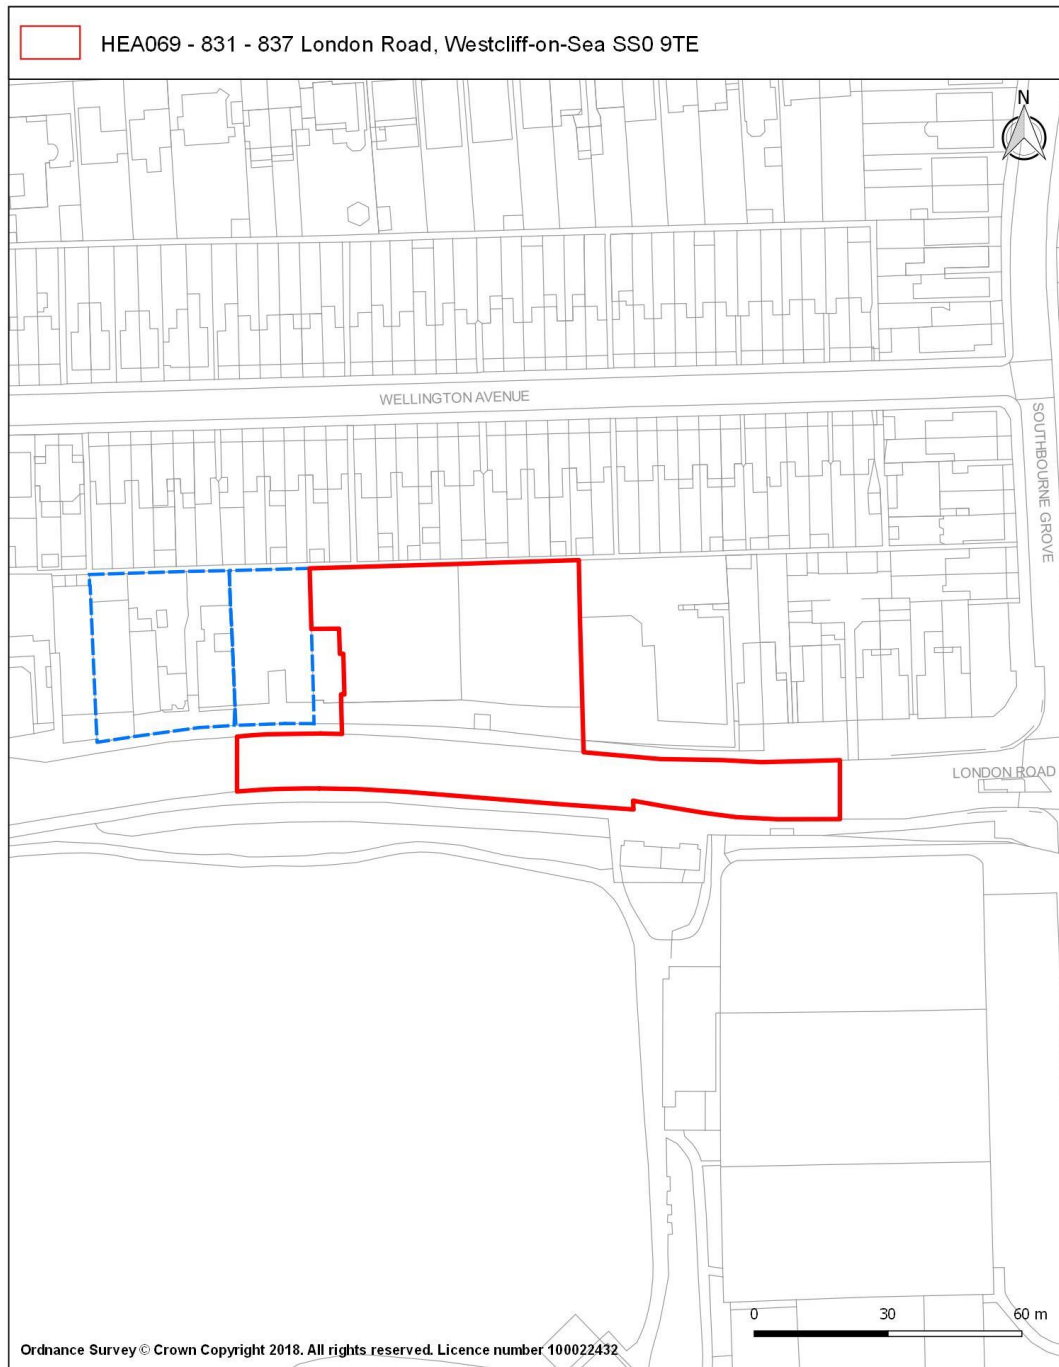 HEA069 - 831 - 837 London Road, Westcliff-on-Sea SS0 9TE
N
WELLINGTON AVENUE
SOUTHBOURNE GROVE
LONDON ROAD
0 30 60 m
Ordnance Survey © Crown Copyright 2018. All rights reserved. Licence number 100022432